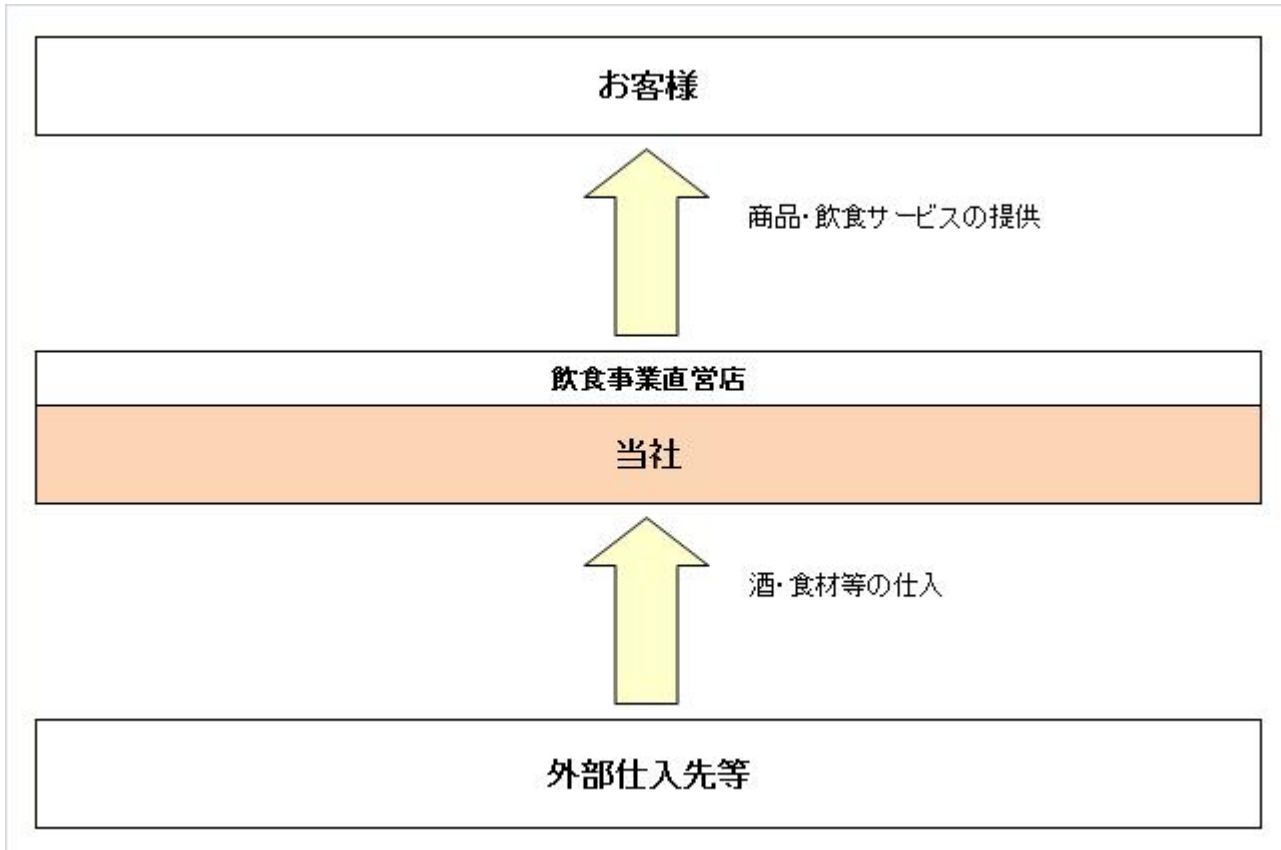 お客様
商品・飲食サービスの提供
飲食事業直営店
当社
酒・食材等の仕入
外部仕入先等